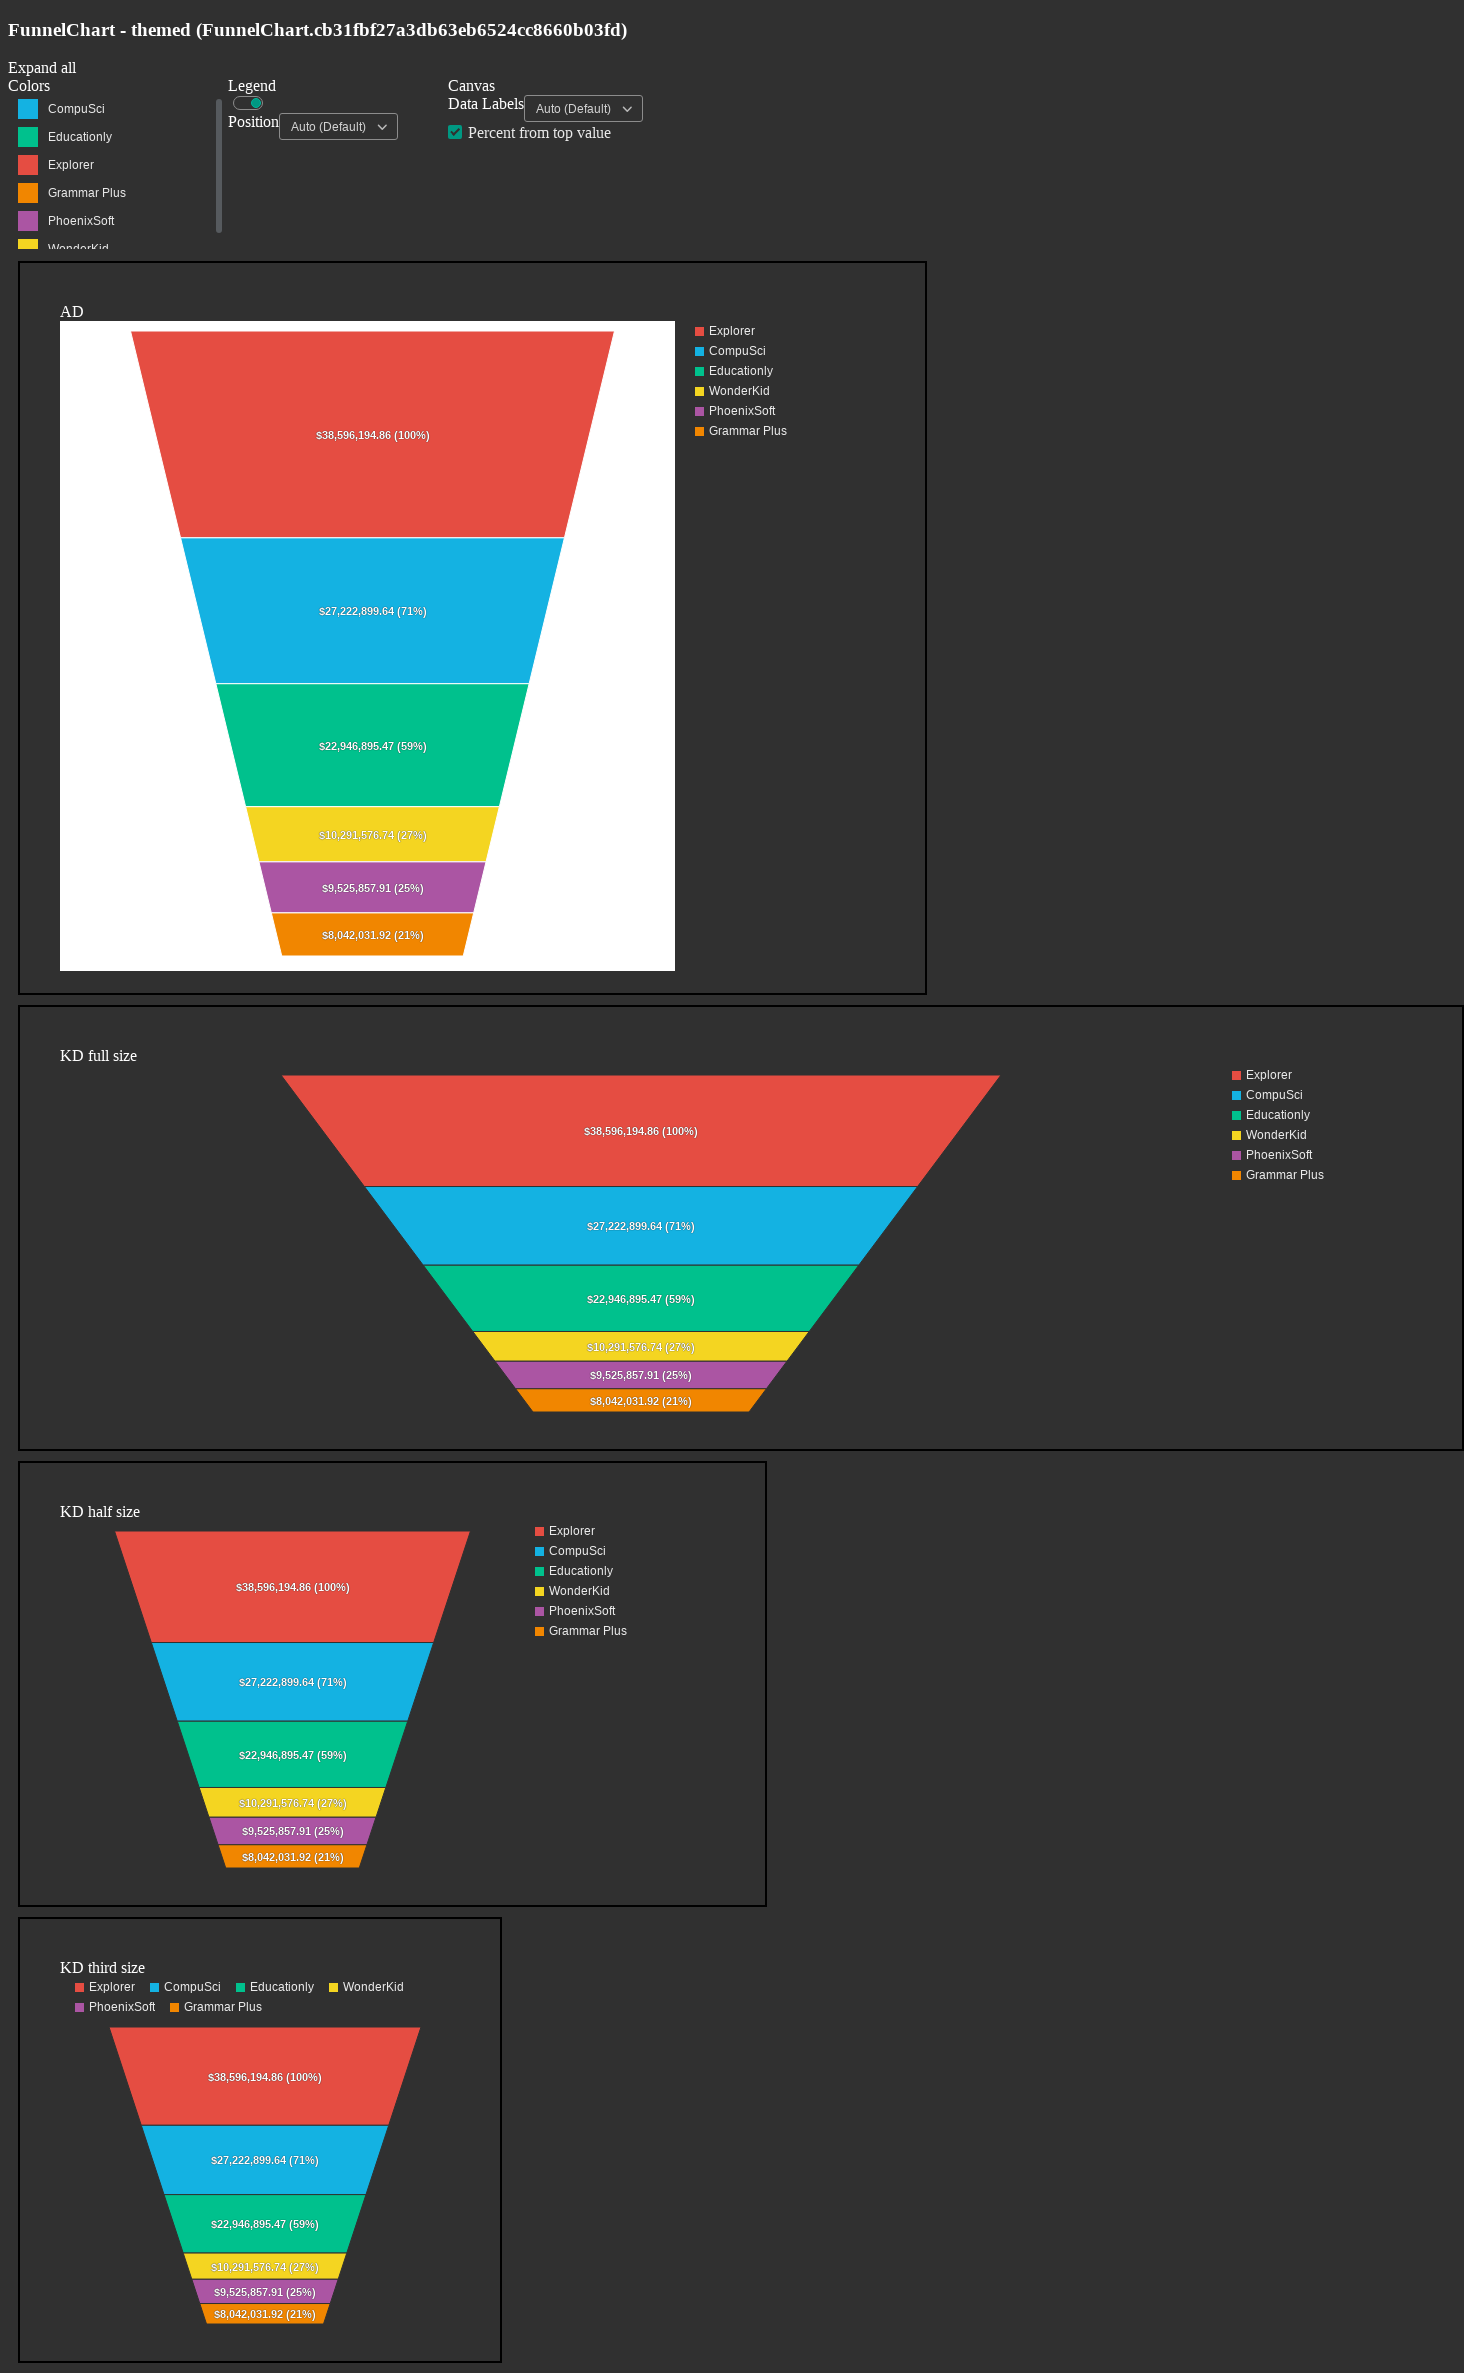 FunnelChart - themed (FunnelChart.cb31fbf27a3db63eb6524cc8660b03fd)
Expand all
Colors
CompuSci
Educationly
Explorer
Grammar Plus
PhoenixSoft
WonderKid
Legend
Position Auto (Default)
Canvas
Data Labels Auto (Default)
Percent from top value
AD
$38,596,194.86 (100%)
$27,222,899.64 (71%)
$22,946,895.47 (59%)
$10,291,576.74 (27%)
$9,525,857.91 (25%)
$8,042,031.92 (21%)
Explorer
CompuSci
Educationly
WonderKid
PhoenixSoft
Grammar Plus
KD full size
$38,596,194.86 (100%)
$27,222,899.64 (71%)
$22,946,895.47 (59%)
$10,291,576.74 (27%)
$9,525,857.91 (25%)
$8,042,031.92 (21%)
Explorer
CompuSci
Educationly
WonderKid
PhoenixSoft
Grammar Plus
KD half size
$38,596,194.86 (100%)
$27,222,899.64 (71%)
$22,946,895.47 (59%)
$10,291,576.74 (27%)
$9,525,857.91 (25%)
$8,042,031.92 (21%)
Explorer
CompuSci
Educationly
WonderKid
PhoenixSoft
Grammar Plus
KD third size
Explorer CompuSci Educationly WonderKid
PhoenixSoft Grammar Plus
$38,596,194.86 (100%)
$27,222,899.64 (71%)
$22,946,895.47 (59%)
$10,291,576.74 (27%)
$9,525,857.91 (25%)
$8,042,031.92 (21%)